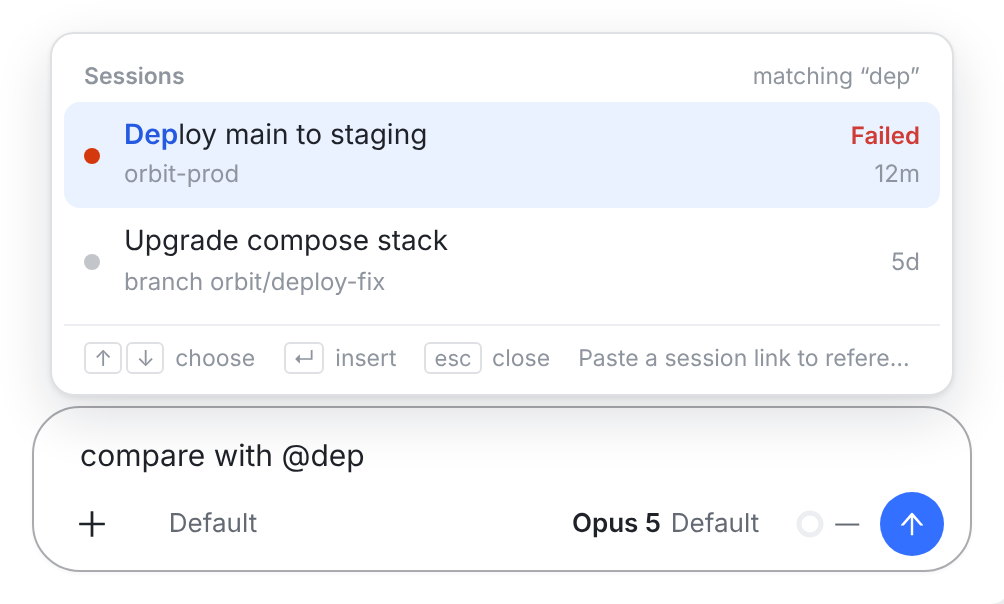 Sessions matching “dep”
Deploy main to staging Failed
orbit-prod 12m
Upgrade compose stack
branch orbit/deploy-fix 5d
↑ ↓ choose ↵ insert esc close Paste a session link to refere...
compare with @dep
+ Default Opus 5 Default — ↑